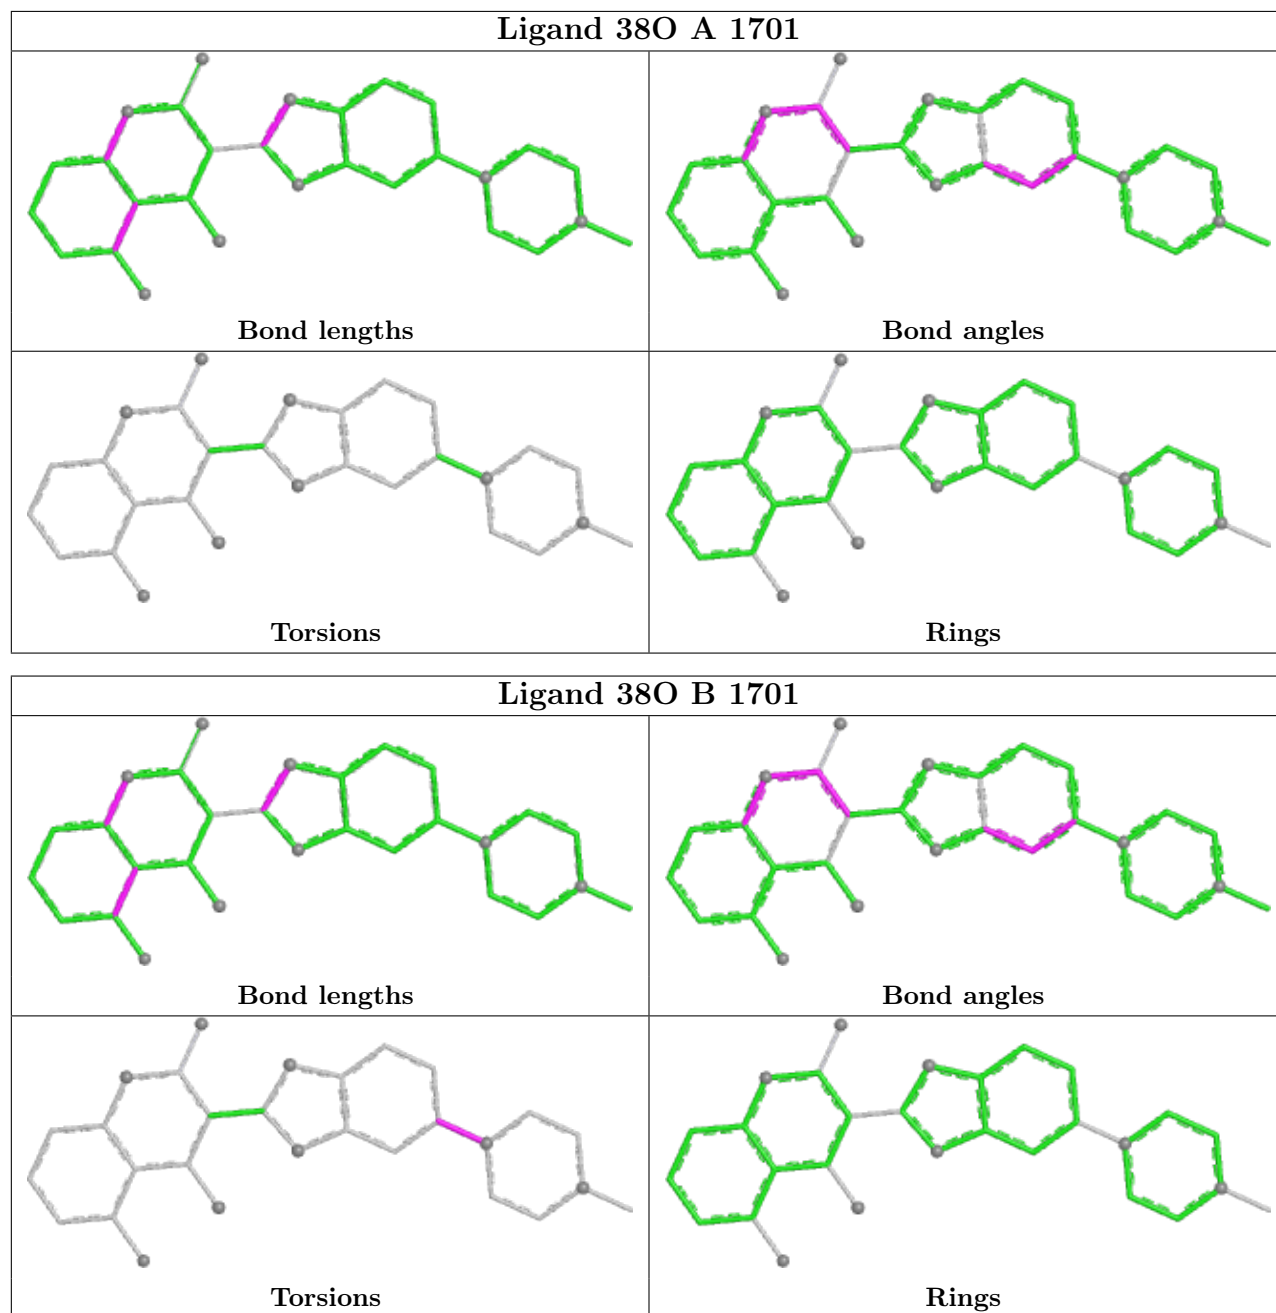 Ligand 38O A 1701
Bond lengths
Bond angles
Torsions
Rings
Ligand 38O B 1701
Bond lengths
Bond angles
Torsions
Rings